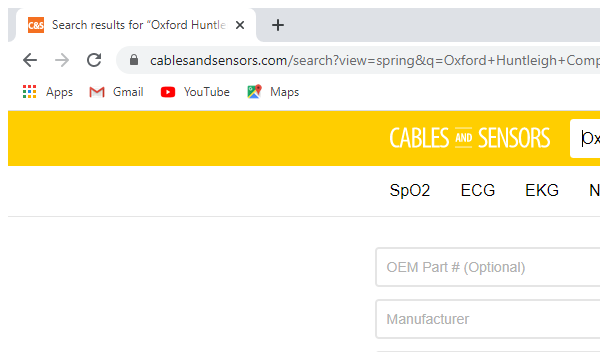 C&S Search results for “Oxford Huntle
cablesandsensors.com/search?view=spring&q=Oxford+Huntleigh+Comp
Apps Gmail YouTube Maps
CABLES AND SENSORS Ox
SpO2 ECG EKG N
OEM Part # (Optional)
Manufacturer